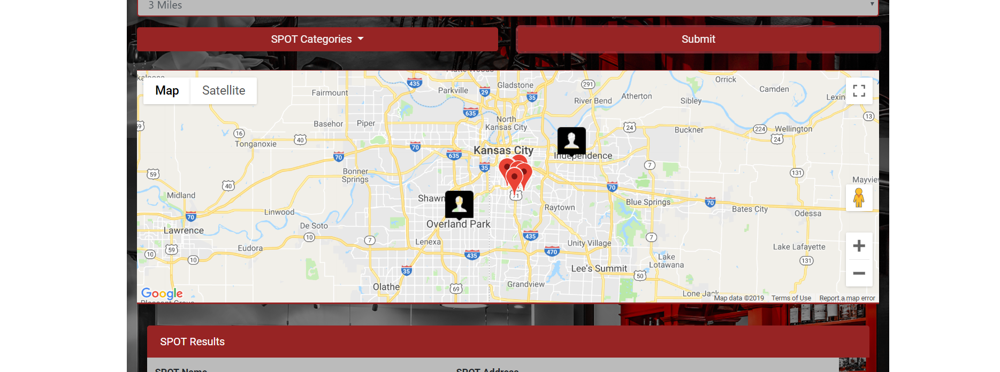 3 Miles
SPOT Categories
Submit
Map
Satellite
Platte Woods
435
Parkville
29
Gladstone
35
291
Orrick
Camden
Lexin
Fairmount
River Bend
Atherton
Sibley
635
13
59
16
Basehor
Piper
North
Kansas City
24
Buckner
224
Wellington
24
40
Tonganoxie
70
70
635
Kansas City
Independence
35
7
131
59
Bonner
Springs
40
Midland
Shawn
71
70
Raytown
Blue Springs
70
Bates City
Odessa
Mayview
70
Linwood
Lawrence
De Soto
Overland Park
10
7
Lenexa
435
7
Eudora
Unity Village
59
10
10
435
470
Lake Lafayette
131
Lake
Lotawana
Lee's Summit
50
35
Olathe
69
Grandview
Lone Jack
Google
Pleasant Grove
Map data ©2019
Terms of Use
Report a map error
SPOT Results
SPOT Name
SPOT Address